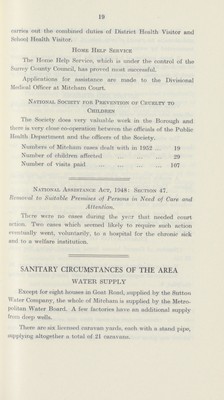 19
carries out the combined duties of District Health Visitor and
School Health Visitor.
HOME HELP SERVICE
The Home Help Service, which is under the control of the
Surrey County Council, has proved most successful.
Applications for assistance are made to the Divisional
Medical Officer at Mitcham Court.
NATIONAL SOCIETY FOR PREVENTION OF CRUELTY TO
CHILDREN
The Society does very valuable work in the Borough and
there is very close co-operation between the officials of the Public
Health Department and the officers of the Society.
Numbers of Mitcham cases dealt with in 1952 ... 19
Number of children affected ... ... ... 29
Number of visits paid ... ... ... ... 107
NATIONAL ASSISTANCE ACT, 1948: SECTION 47.
Removal to Suitable Premises of Persons in Need of Care and
Attention.
There were no cases during the year that needed court
action. Two cases which seemed likely to require such action
eventually went, voluntarily, to a hospital for the chronic sick
and to a welfare institution.
SANITARY CIRCUMSTANCES OF THE AREA
WATER SUPPLY
Except for eight houses in Goat Road, supplied by the Sutton
Water Company, the whole of Mitcham is supplied by the Metro-
politan Water Board. A few factories have an additional supply
from deep wells.
There are six licensed caravan yards, each with a stand pipe,
supplying altogether a total of 21 caravans.